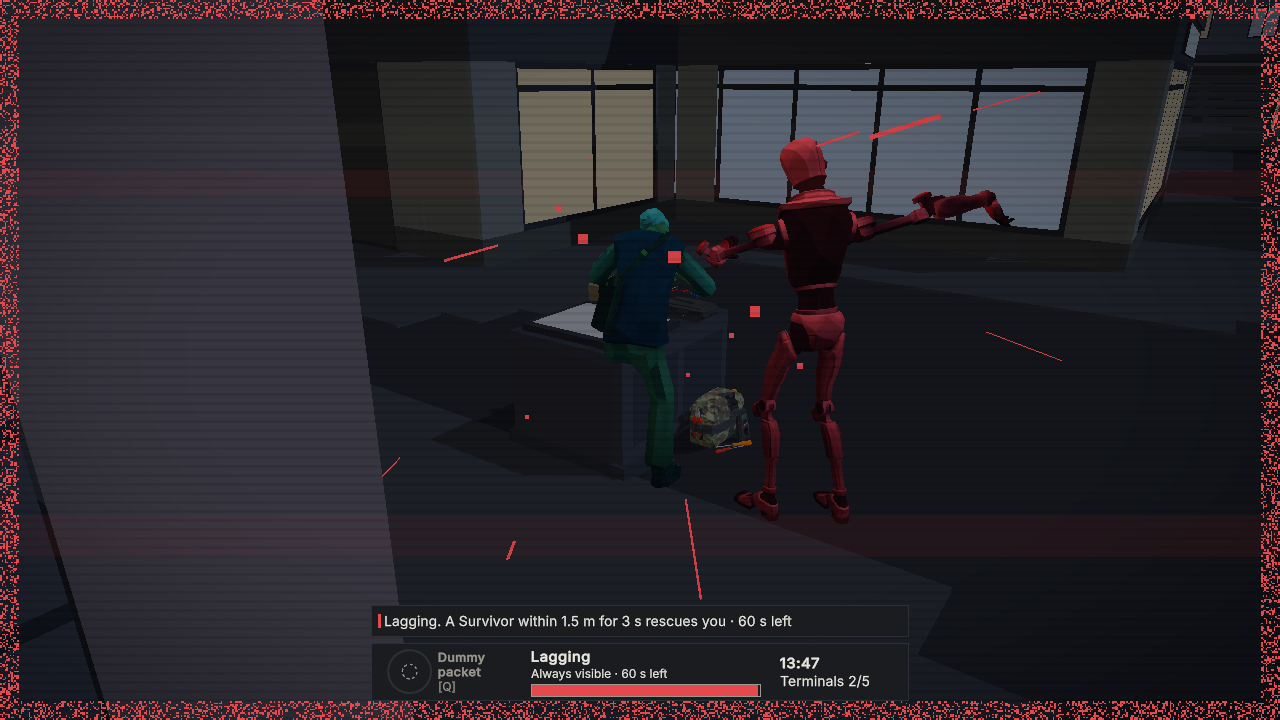 Lagging. A Survivor within 1.5 m for 3 s rescues you · 60 s left
Dummy
packet
[Q]
Lagging
Always visible · 60 s left
13:47
Terminals 2/5